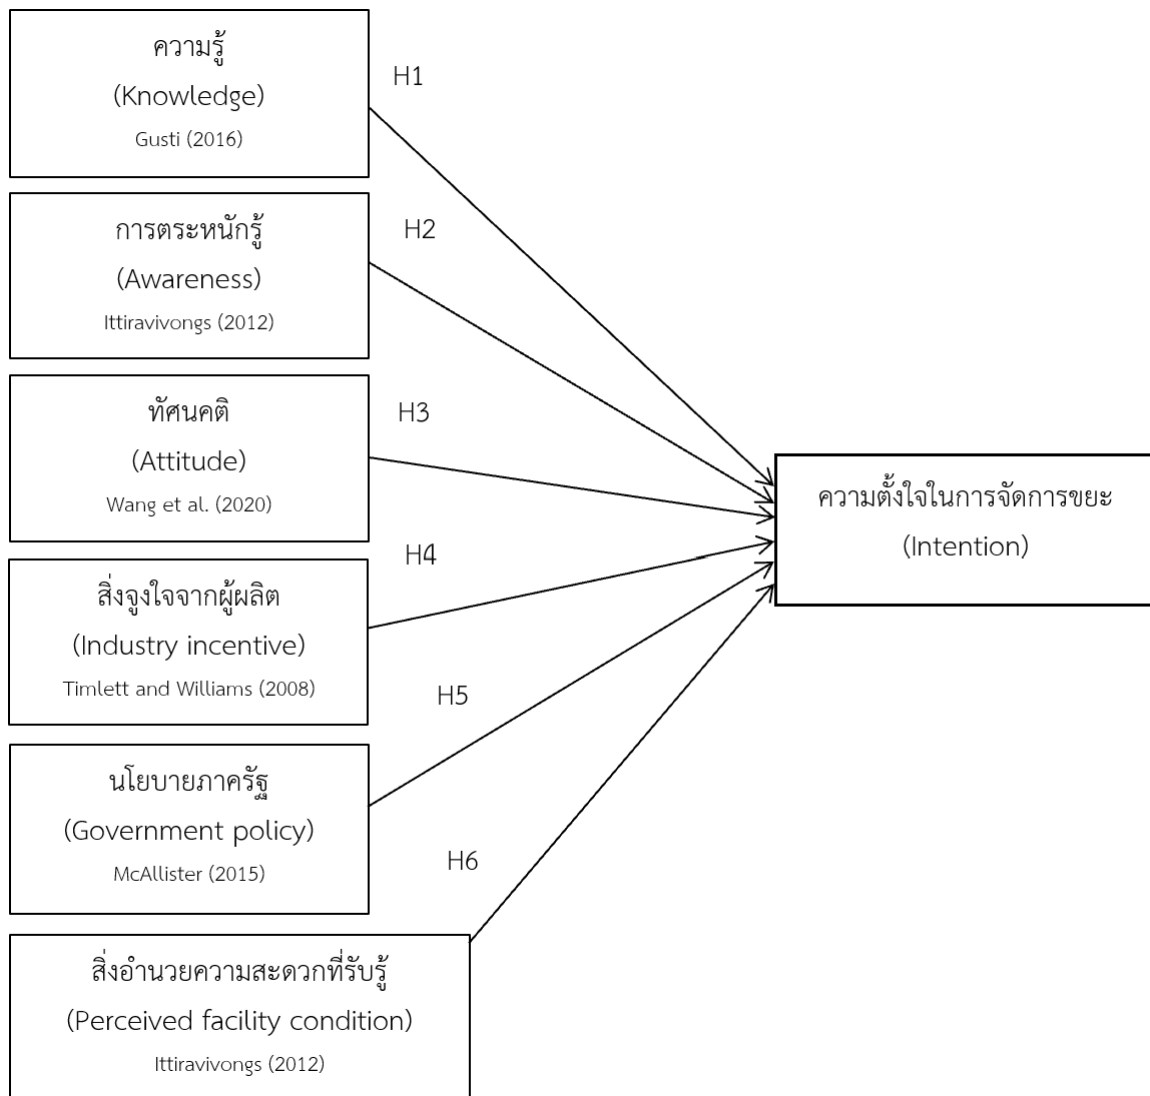 ความรู้
(Knowledge)
Gusti (2016)
H1
การตระหนักรู้
(Awareness)
Ittiravivongs (2012)
H2
ทัศนคติ
(Attitude)
Wang et al. (2020)
H3
สิ่งจูงใจจากผู้ผลิต
(Industry incentive)
Timlett and Williams (2008)
H4
นโยบายภาครัฐ
(Government policy)
McAllister (2015)
H5
สิ่งอำนวยความสะดวกที่รับรู้
(Perceived facility condition)
Ittiravivongs (2012)
H6
ความตั้งใจในการจัดการขยะ
(Intention)